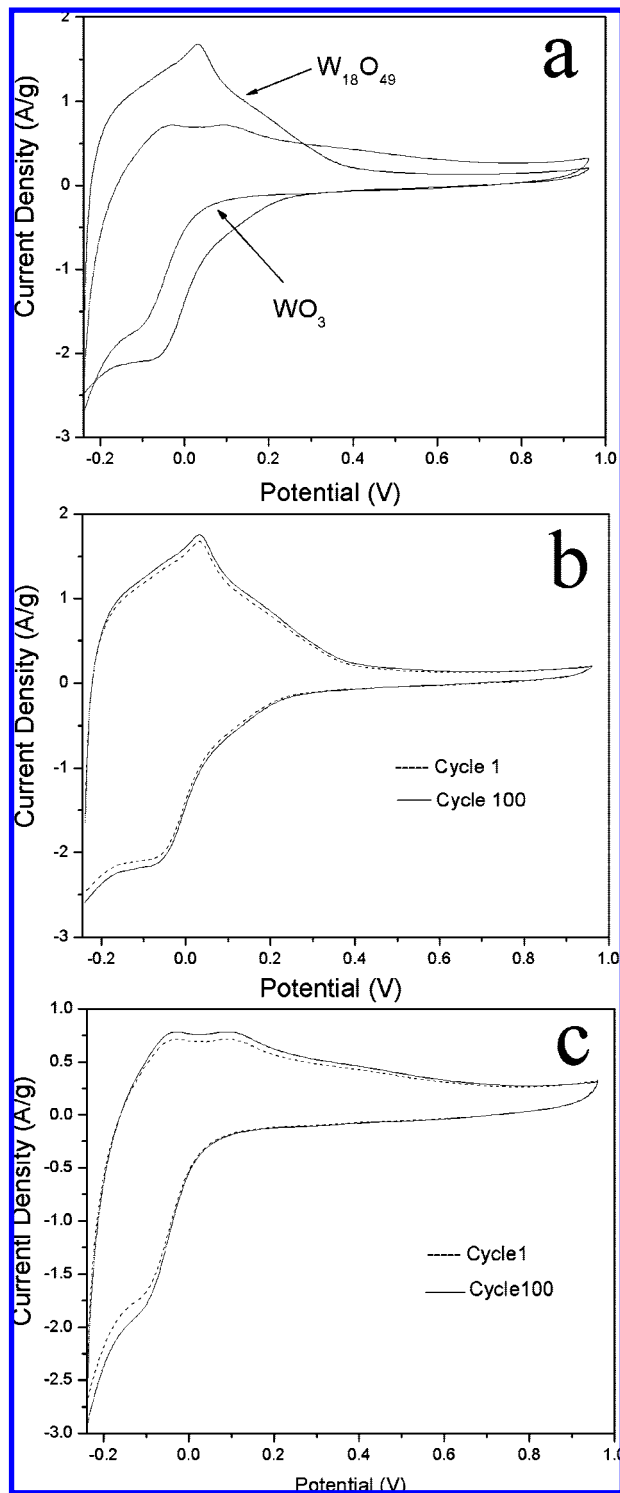 a
W18O49
WO3
2
1
0
-1
-2
-3
Current Density (A/g)
-0.2 0.0 0.2 0.4 0.6 0.8 1.0
Potential (V)
b
Cycle 1
Cycle 100
2
1
0
-1
-2
-3
Current Density (A/g)
-0.2 0.0 0.2 0.4 0.6 0.8 1.0
Potential (V)
c
Cycle1
Cycle100
1.0
0.5
0.0
-0.5
-1.0
-1.5
-2.0
-2.5
-3.0
Currentl Density (A/g)
-0.2 0.0 0.2 0.4 0.6 0.8 1.0
Potential (V)